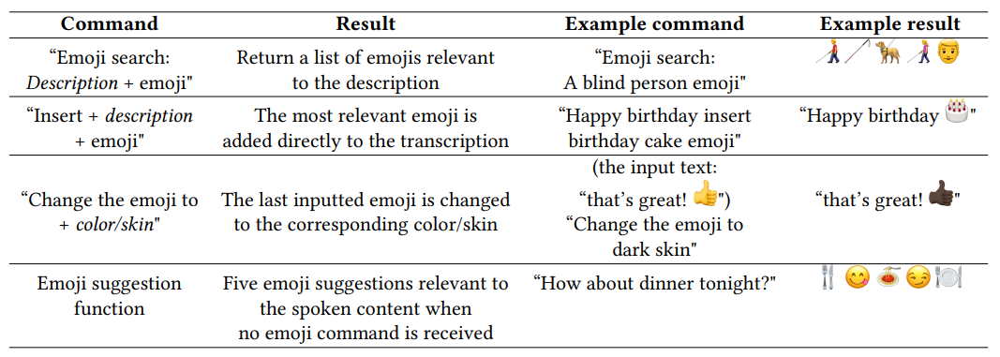 Command Result Example command Example result
“Emoji search:
Description + emoji"
Return a list of emojis relevant
to the description
“Emoji search:
A blind person emoji"
👨‍🦯🦯🐕‍🦺👩‍🦯👨
“Insert + description
+ emoji"
The most relevant emoji is
added directly to the transcription
“Happy birthday insert
birthday cake emoji"
“Happy birthday 🎂"
“Change the emoji to
+ color/skin"
The last inputted emoji is changed
to the corresponding color/skin
(the input text:
“that’s great! 👍")
“Change the emoji to
dark skin"
“that’s great! 👍🏿"
Emoji suggestion
function
Five emoji suggestions relevant to
the spoken content when
no emoji command is received
“How about dinner tonight?"
🍴😋🍝😏🍽️